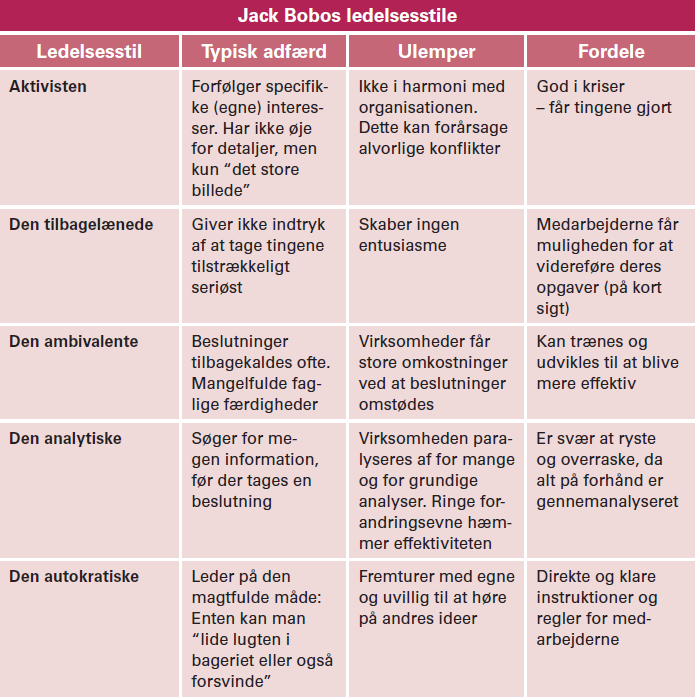 Jack Bobos ledelsesstile
Ledelsesstil
Typisk adfærd
Ulemper
Fordele
Aktivisten
Forfølger specifik-
ke (egne) interes-
ser. Har ikke øje
for detaljer, men
kun “det store
billede”
Ikke i harmoni med
organisationen.
Dette kan forårsage
alvorlige konflikter
God i kriser
– får tingene gjort
Den tilbagelænede
Giver ikke indtryk
af at tage tingene
tilstrækkeligt
seriøst
Skaber ingen
entusiasme
Medarbejderne får
muligheden for at
videreføre deres
opgaver (på kort
sigt)
Den ambivalente
Beslutninger
tilbagekaldes ofte.
Mangelfulde fag-
lige færdigheder
Virksomheder får
store omkostninger
ved at beslutninger
omstødes
Kan trænes og
udvikles til at blive
mere effektiv
Den analytiske
Søger for me-
gen information,
før der tages en
beslutning
Virksomheden para-
lyseres af for mange
og for grundige
analyser. Ringe for-
andringsevne hæm-
mer effektiviteten
Er svær at ryste
og overraske, da
alt på forhånd er
gennemanalyseret
Den autokratiske
Leder på den
magtfulde måde:
Enten kan man
“lide lugten i
bageriet eller også
forsvinde”
Fremturer med egne
og uvillig til at høre
på andres ideer
Direkte og klare
instruktioner og
regler for med-
arbejderne